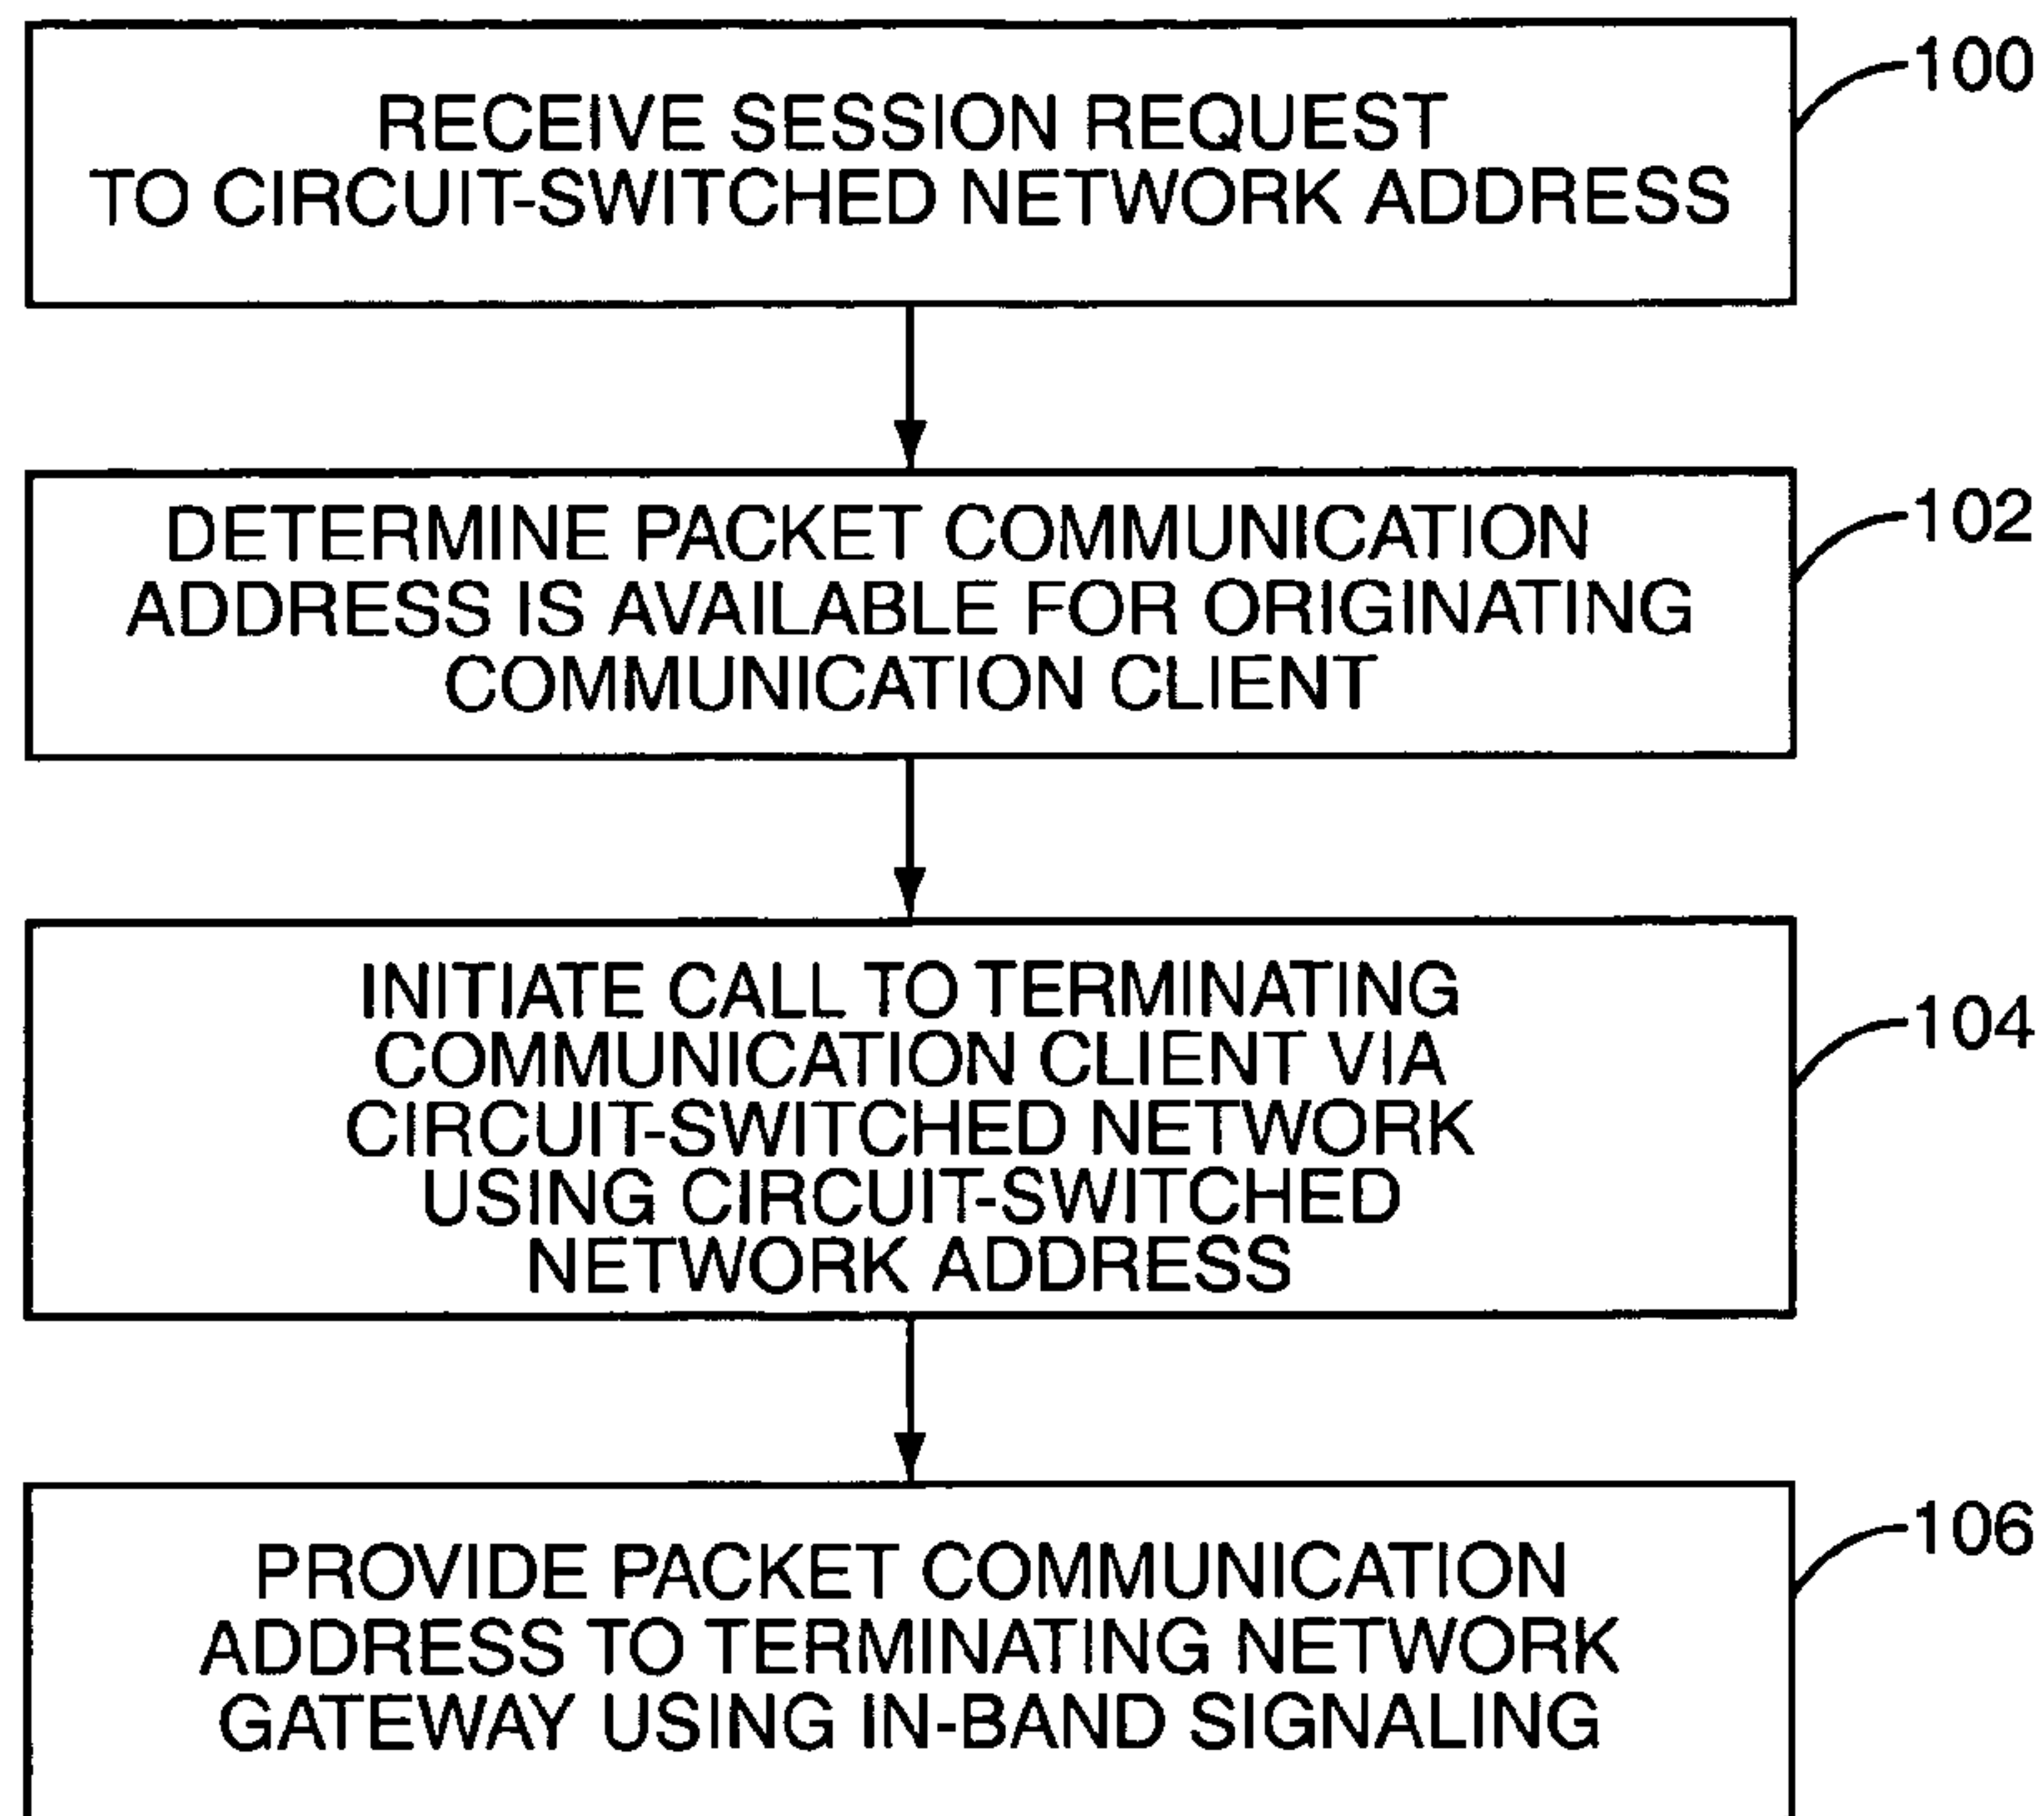 100
RECEIVE SESSION REQUEST
TO CIRCUIT-SWITCHED NETWORK ADDRESS
102
DETERMINE PACKET COMMUNICATION
ADDRESS IS AVAILABLE FOR ORIGINATING
COMMUNICATION CLIENT
104
INITIATE CALL TO TERMINATING
COMMUNICATION CLIENT VIA
CIRCUIT-SWITCHED NETWORK
USING CIRCUIT-SWITCHED
NETWORK ADDRESS
106
PROVIDE PACKET COMMUNICATION
ADDRESS TO TERMINATING NETWORK
GATEWAY USING IN-BAND SIGNALING